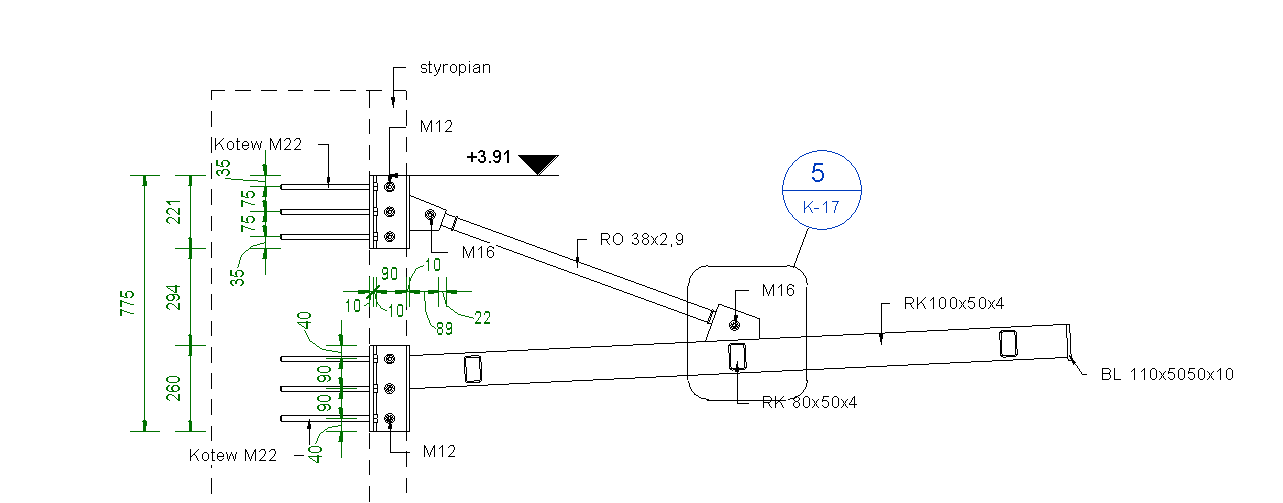 styropian
M12
Kotew M22
+3.91
5
K-17
35
75
75
35
221
294
260
775
M16
RO 38x2,9
10
90
10
10
89
22
M16
RK100x50x4
40
90
90
40
BL 110x5050x10
RK 80x50x4
Kotew M22
M12